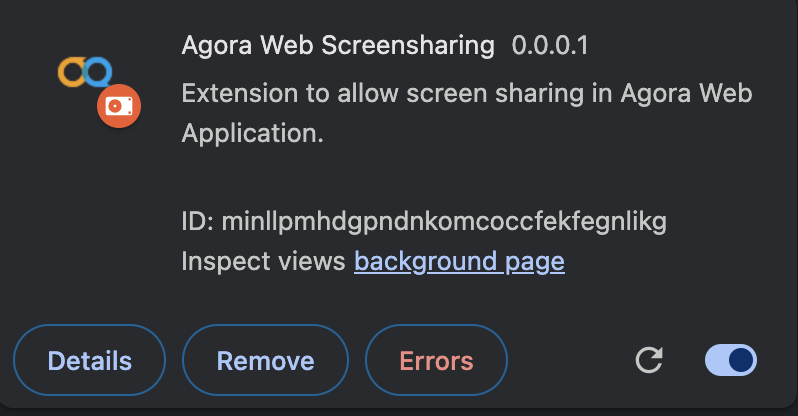 Agora Web Screensharing 0.0.0.1
Extension to allow screen sharing in Agora Web
Application.
ID: minllpmhdgpndnkomcoccfekfegnlikg
Inspect views background page
Details Remove Errors